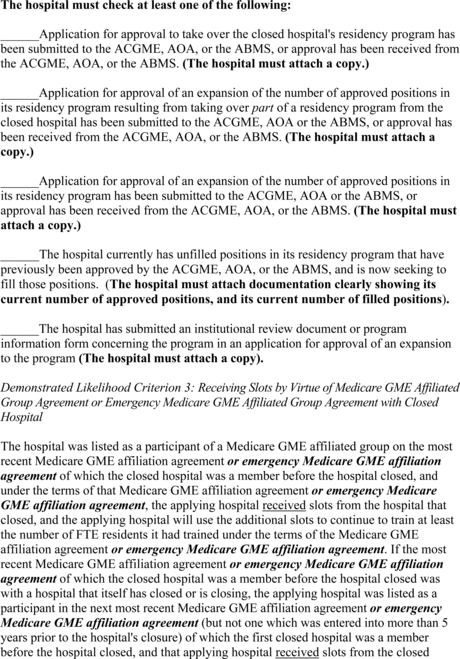 The hospital must check at least one of the following:
______Application for approval to take over the closed hospital's residency program has
been submitted to the ACGME, AOA, or the ABMS, or approval has been received from
the ACGME, AOA, or the ABMS. (The hospital must attach a copy.)
______Application for approval of an expansion of the number of approved positions in
its residency program resulting from taking over part of a residency program from the
closed hospital has been submitted to the ACGME, AOA or the ABMS, or approval has
been received from the ACGME, AOA, or the ABMS. (The hospital must attach a
copy.)
______Application for approval of an expansion of the number of approved positions in
its residency program has been submitted to the ACGME, AOA or the ABMS, or
approval has been received from the ACGME, AOA, or the ABMS. (The hospital must
attach a copy.)
______The hospital currently has unfilled positions in its residency program that have
previously been approved by the ACGME, AOA, or the ABMS, and is now seeking to
fill those positions. (The hospital must attach documentation clearly showing its
current number of approved positions, and its current number of filled positions).
______The hospital has submitted an institutional review document or program
information form concerning the program in an application for approval of an expansion
to the program (The hospital must attach a copy).
Demonstrated Likelihood Criterion 3: Receiving Slots by Virtue of Medicare GME Affiliated
Group Agreement or Emergency Medicare GME Affiliated Group Agreement with Closed
Hospital
The hospital was listed as a participant of a Medicare GME affiliated group on the most
recent Medicare GME affiliation agreement or emergency Medicare GME affiliation
agreement of which the closed hospital was a member before the hospital closed, and
under the terms of that Medicare GME affiliation agreement or emergency Medicare
GME affiliation agreement, the applying hospital received slots from the hospital that
closed, and the applying hospital will use the additional slots to continue to train at least
the number of FTE residents it had trained under the terms of the Medicare GME
affiliation agreement or emergency Medicare GME affiliation agreement. If the most
recent Medicare GME affiliation agreement or emergency Medicare GME affiliation
agreement of which the closed hospital was a member before the hospital closed was
with a hospital that itself has closed or is closing, the applying hospital was listed as a
participant in the next most recent Medicare GME affiliation agreement or emergency
Medicare GME affiliation agreement (but not one which was entered into more than 5
years prior to the hospital's closure) of which the first closed hospital was a member
before the hospital closed, and that applying hospital received slots from the closed